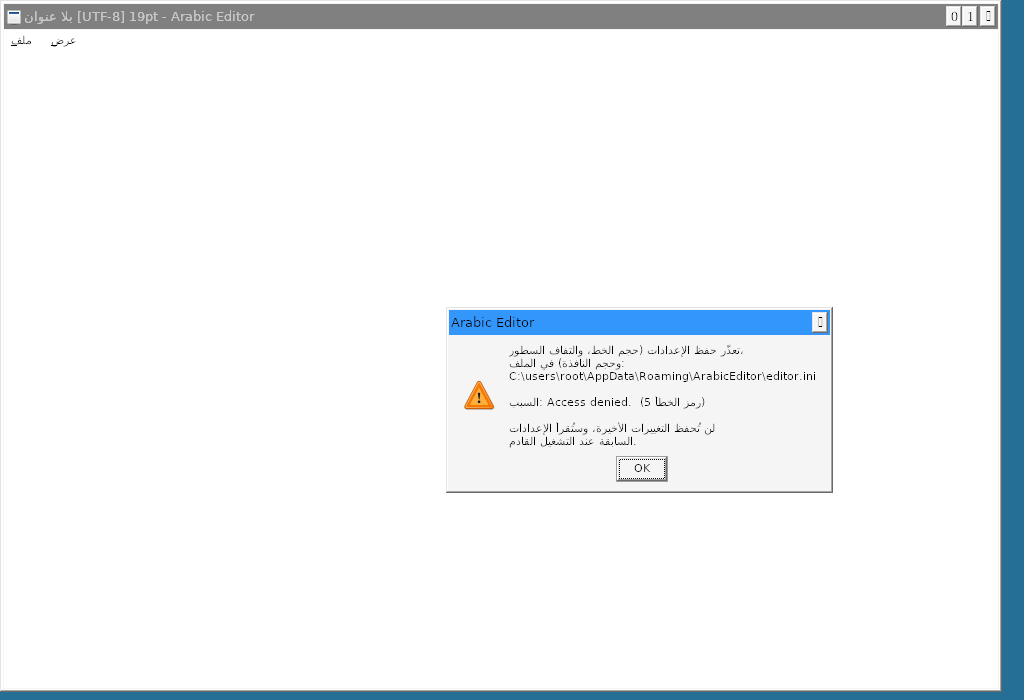 بلا عنوان [UTF-8] 19pt - Arabic Editor
ملف عرض
Arabic Editor
تعذّر حفظ الإعدادات (حجم الخط، والتفاف السطور،
وحجم النافذة) في الملف:
C:\users\root\AppData\Roaming\ArabicEditor\editor.ini
السبب: Access denied. (رمز الخطأ 5)
لن تُحفظ التغييرات الأخيرة، وستُقرأ الإعدادات
السابقة عند التشغيل القادم.
OK